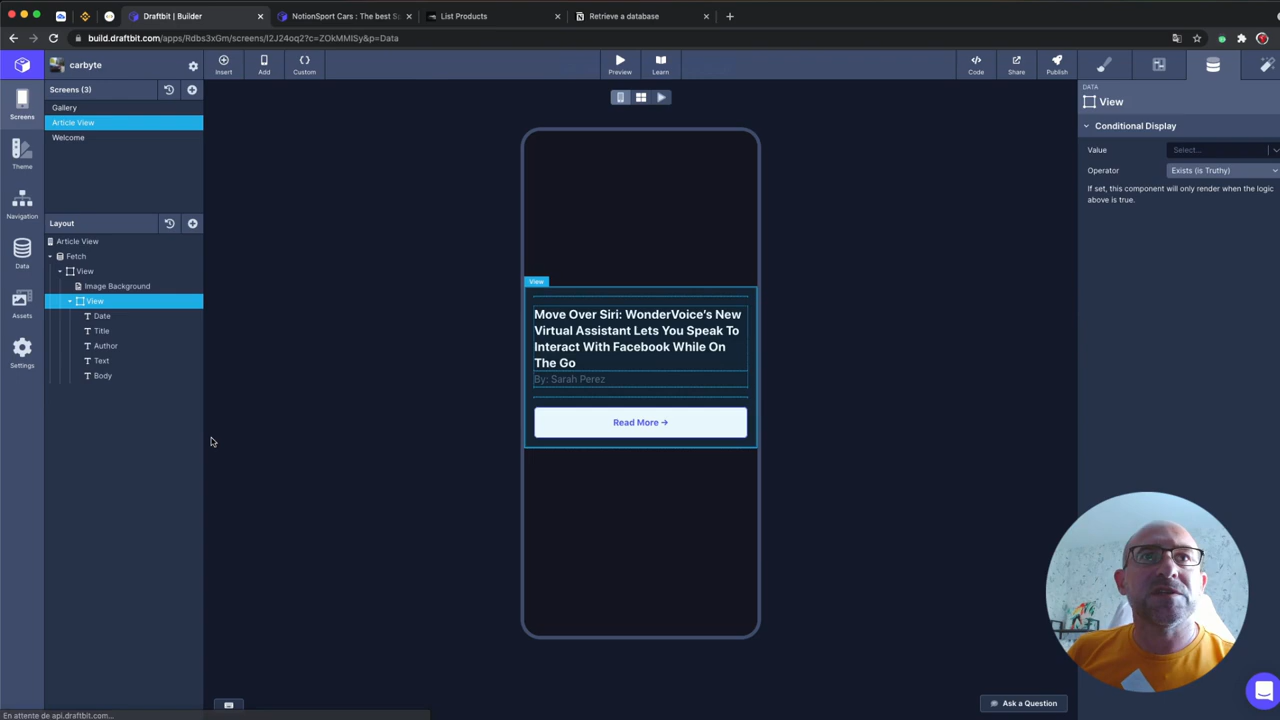 Draftbit | Builder
NotionSport Cars : The best S
List Products
Retrieve a database
build.draftbit.com/apps/Rdbs3xGm/screens/I2J24oq2?c=ZOkMMISy&p=Data
carbyte
Insert
Add
Custom
Preview
Learn
Code
Share
Publish
Screens
Theme
Navigation
Data
Assets
Settings
Screens (3)
Gallery
Article View
Welcome
Layout
Article View
Fetch
View
Image Background
View
Date
Title
Author
Text
Body
View
Move Over Siri: WonderVoice's New
Virtual Assistant Lets You Speak To
Interact With Facebook While On
The Go
By: Sarah Perez
Read More →
DATA
View
Conditional Display
Value
Select...
Operator
Exists (is Truthy)
If set, this component will only render when the logic
above is true.
Ask a Question
En attente de api.draftbit.com...